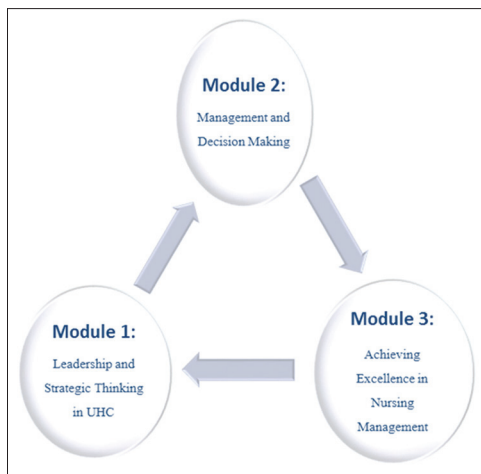 Module 2:
Management and
Decision Making
Module 1:
Leadership and
Strategic Thinking
in UHC
Module 3:
Achieving
Excellence in
Nursing
Management